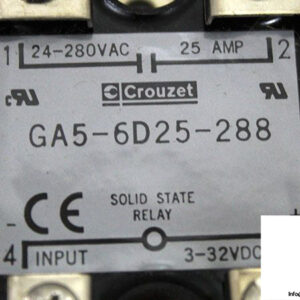 1 24-280VAC 25 AMP 2
Crouzet
GA5-6D25-288
CE SOLID STATE
RELAY
4 INPUT 3-32VDC